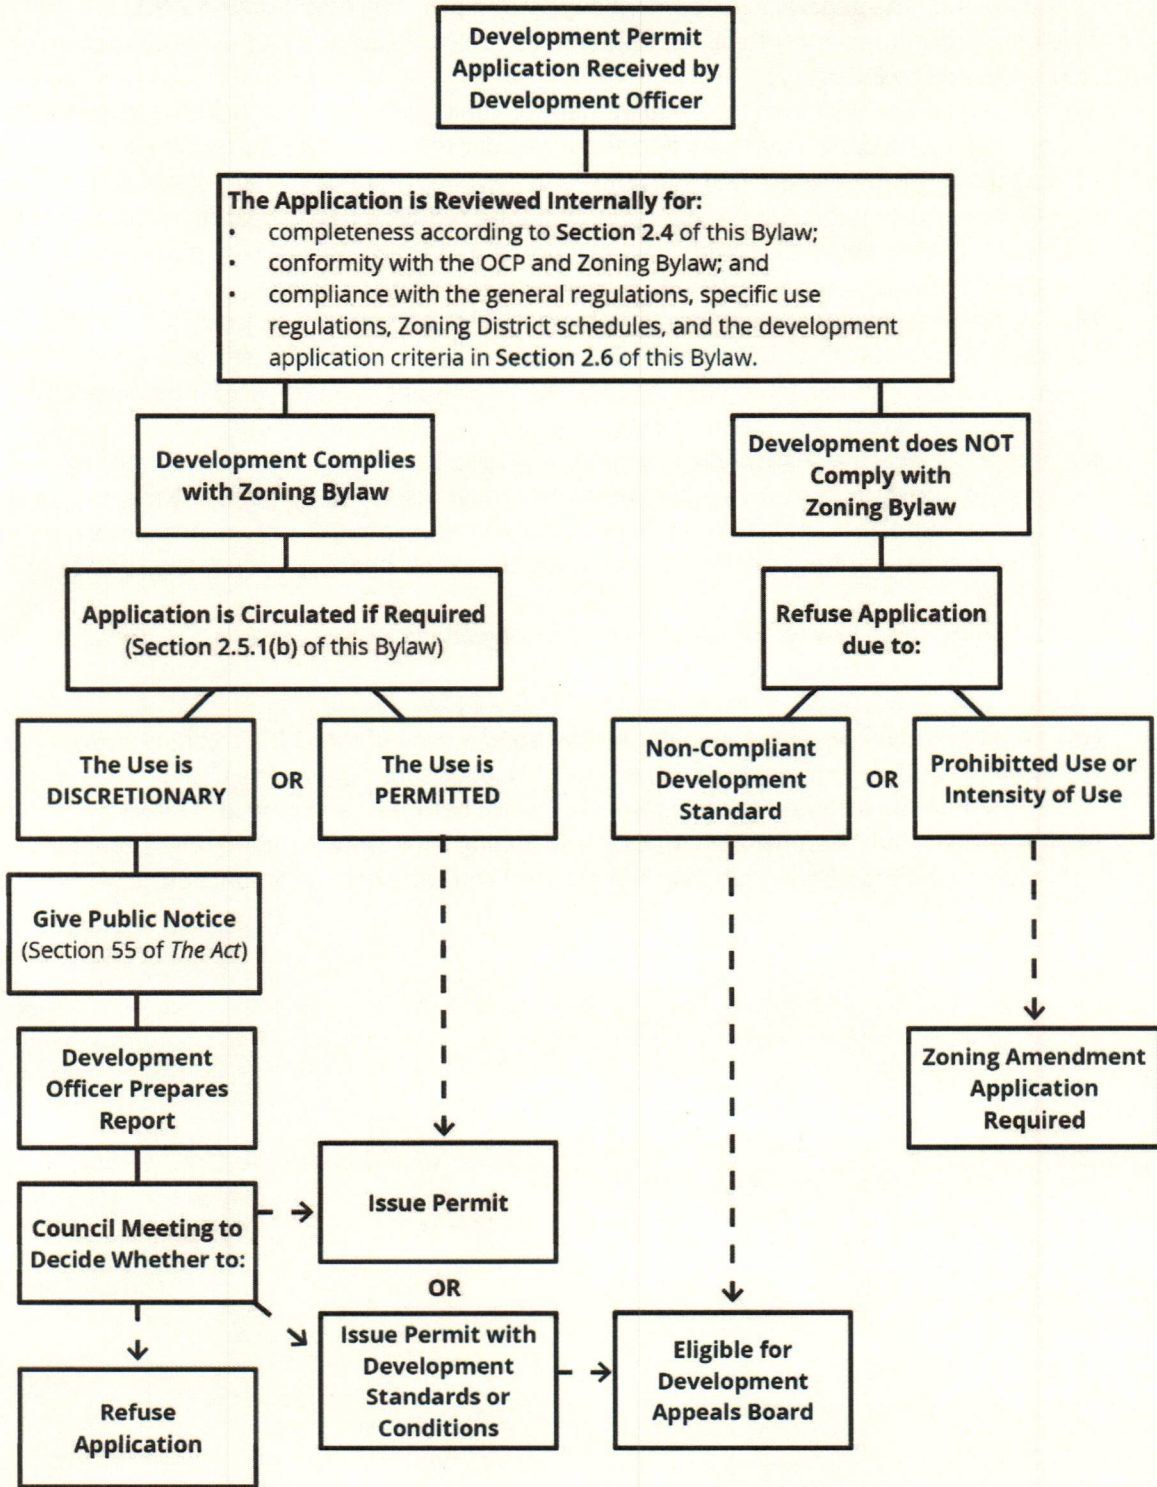 Development Permit
Application Received by
Development Officer
The Application is Reviewed Internally for:
• completeness according to Section 2.4 of this Bylaw;
• conformity with the OCP and Zoning Bylaw; and
• compliance with the general regulations, specific use
regulations, Zoning District schedules, and the development
application criteria in Section 2.6 of this Bylaw.
Development Complies
with Zoning Bylaw
Development does NOT
Comply with
Zoning Bylaw
Application is Circulated if Required
(Section 2.5.1(b) of this Bylaw)
Refuse Application
due to:
The Use is
DISCRETIONARY
OR
The Use is
PERMITTED
Non-Compliant
Development
Standard
OR
Prohibitted Use or
Intensity of Use
Give Public Notice
(Section 55 of The Act)
Development
Officer Prepares
Report
Zoning Amendment
Application
Required
Council Meeting to
Decide Whether to:
Issue Permit
OR
Issue Permit with
Development
Standards or
Conditions
Eligible for
Development
Appeals Board
Refuse
Application